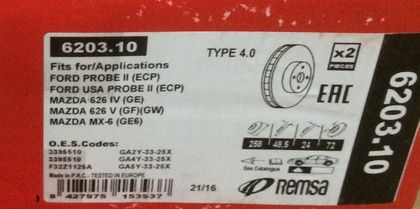 6203.10
TYPE 4.0
x2
PIECES
Fits for/Applications
FORD PROBE II (ECP)
FORD USA PROBE II (ECP)
MAZDA 626 IV (GE)
MAZDA 626 V (GF)(GW)
MAZDA MX-6 (GE6)
EAC
258 48,5 24 72
O.E.S.Codes:
3395510 GA2Y-33-25X
3395510 GA4Y-33-25X
F32Z1125A GA5Y-33-25X
Made in P.R.C.- TESTED IN EUROPE
See Catalogue
8 427975 153937
21/16
Remsa
6203.10